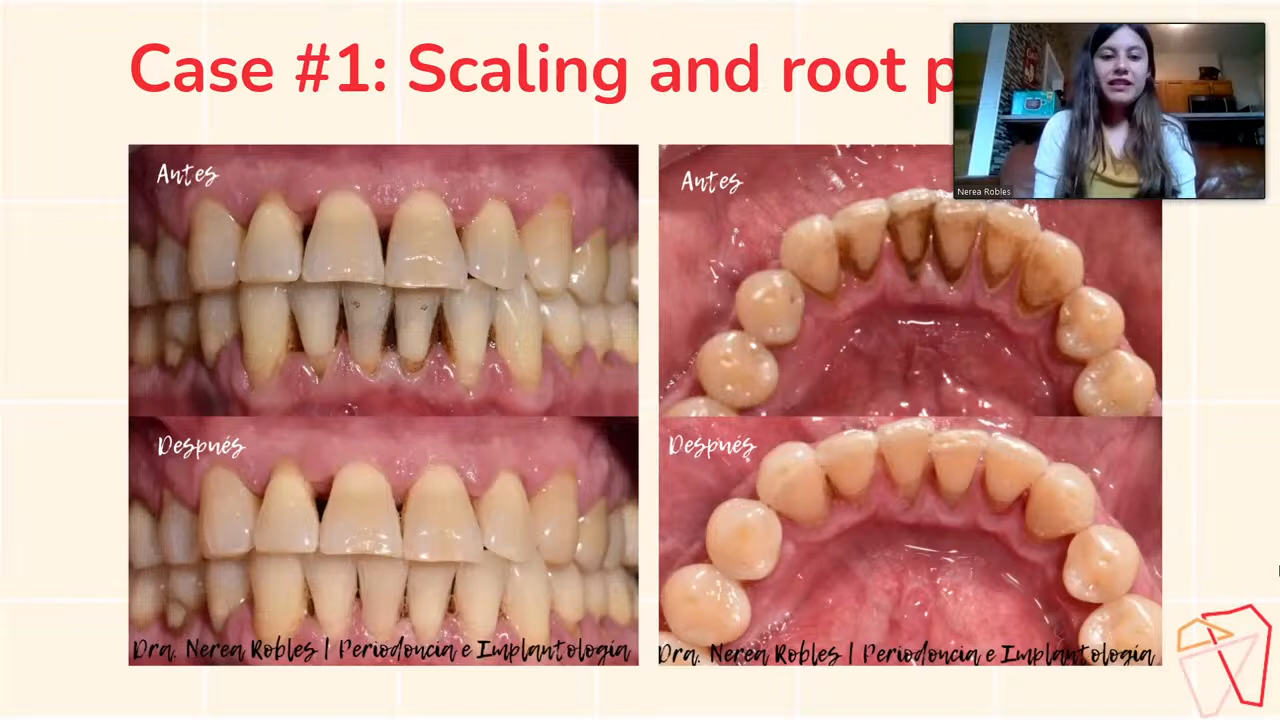 Case #1: Scaling and root p
Nerea Robles
Antes
Antes
Después
Después
Dra. Nerea Robles | Periodoncia e Implantología
Dra. Nerea Robles | Periodoncia e Implantología